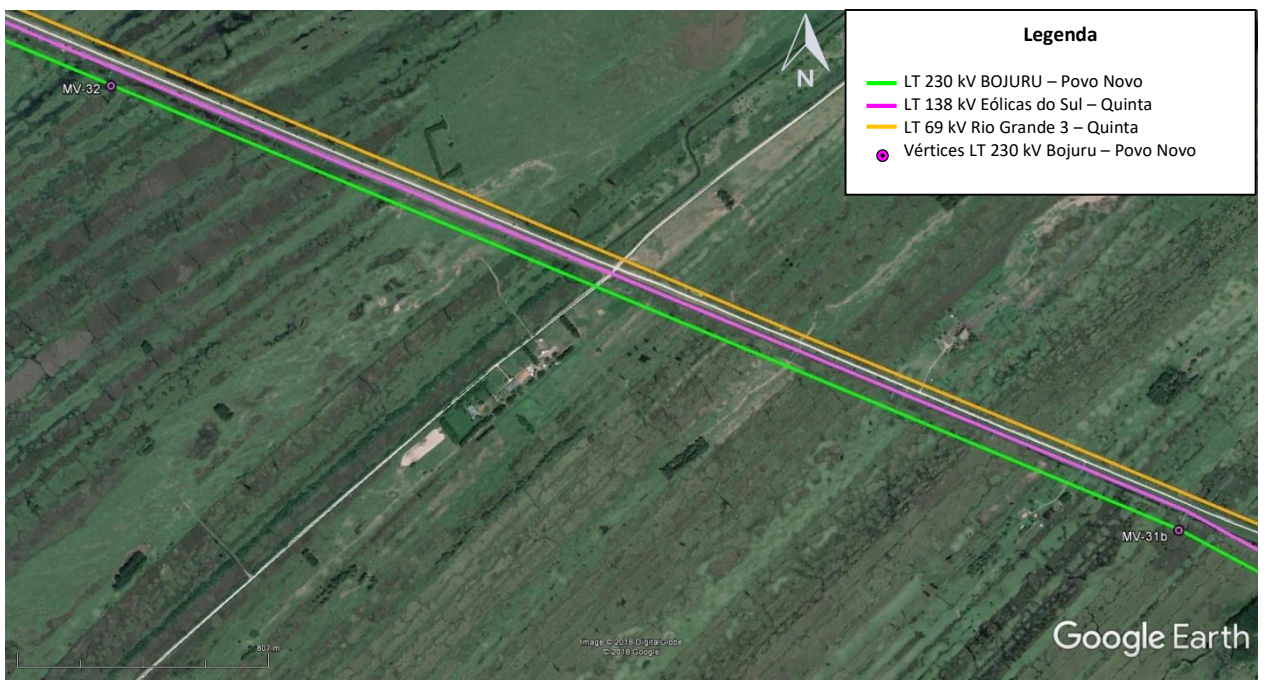 Legenda
LT 230 kV BOJURU – Povo Novo
LT 138 kV Eólicas do Sul – Quinta
LT 69 kV Rio Grande 3 – Quinta
Vértices LT 230 kV Bojuru – Povo Novo
N
MV-32
MV-31b
807 m
Image © 2018 DigitalGlobe
© 2018 Google
Google Earth